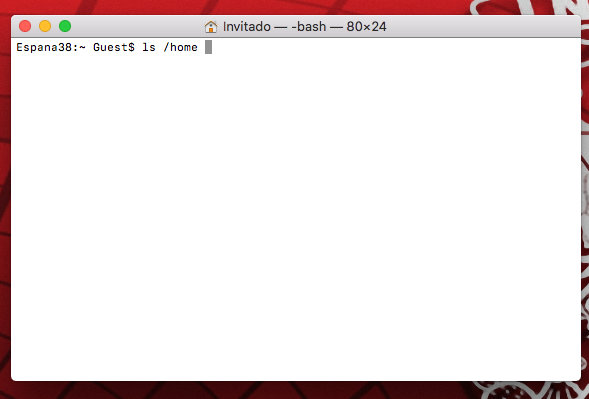 Invitado — -bash — 80×24
Espana38:~ Guest$ ls /home